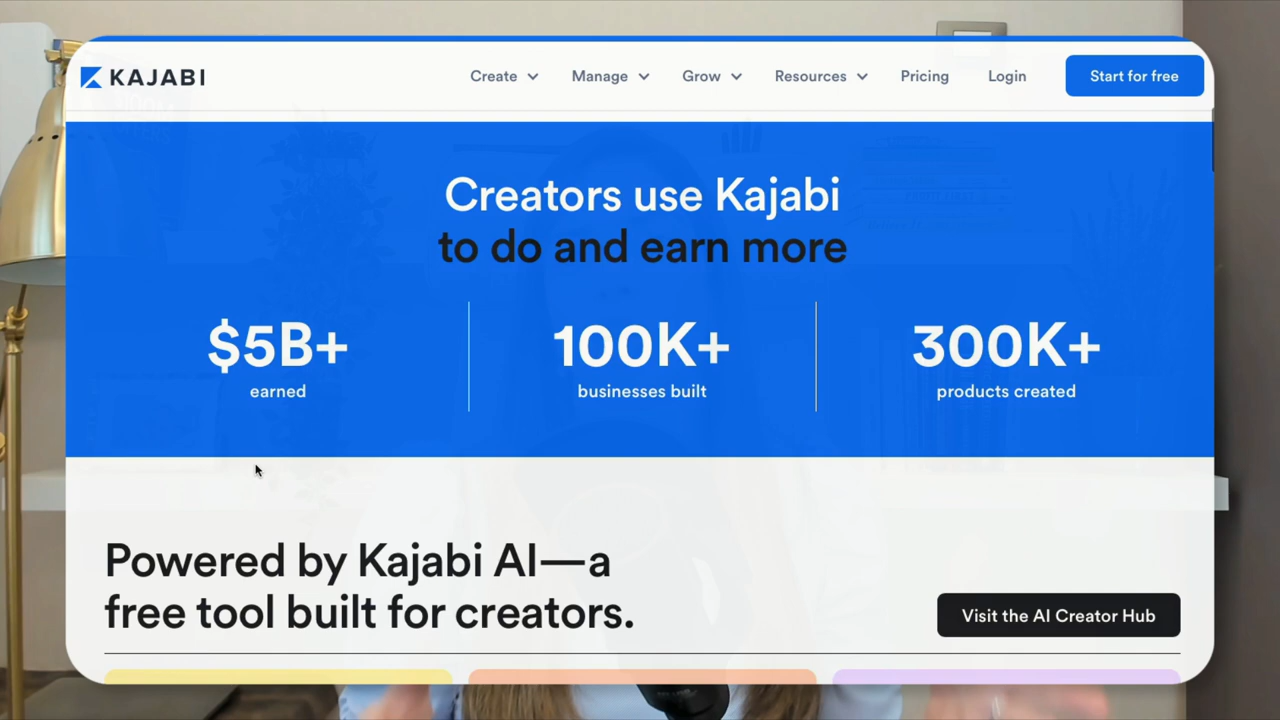 KAJABI
Create Manage Grow Resources Pricing Login Start for free
Creators use Kajabi
to do and earn more
$5B+ 100K+ 300K+
earned businesses built products created
Powered by Kajabi AI—a
free tool built for creators.
Visit the AI Creator Hub